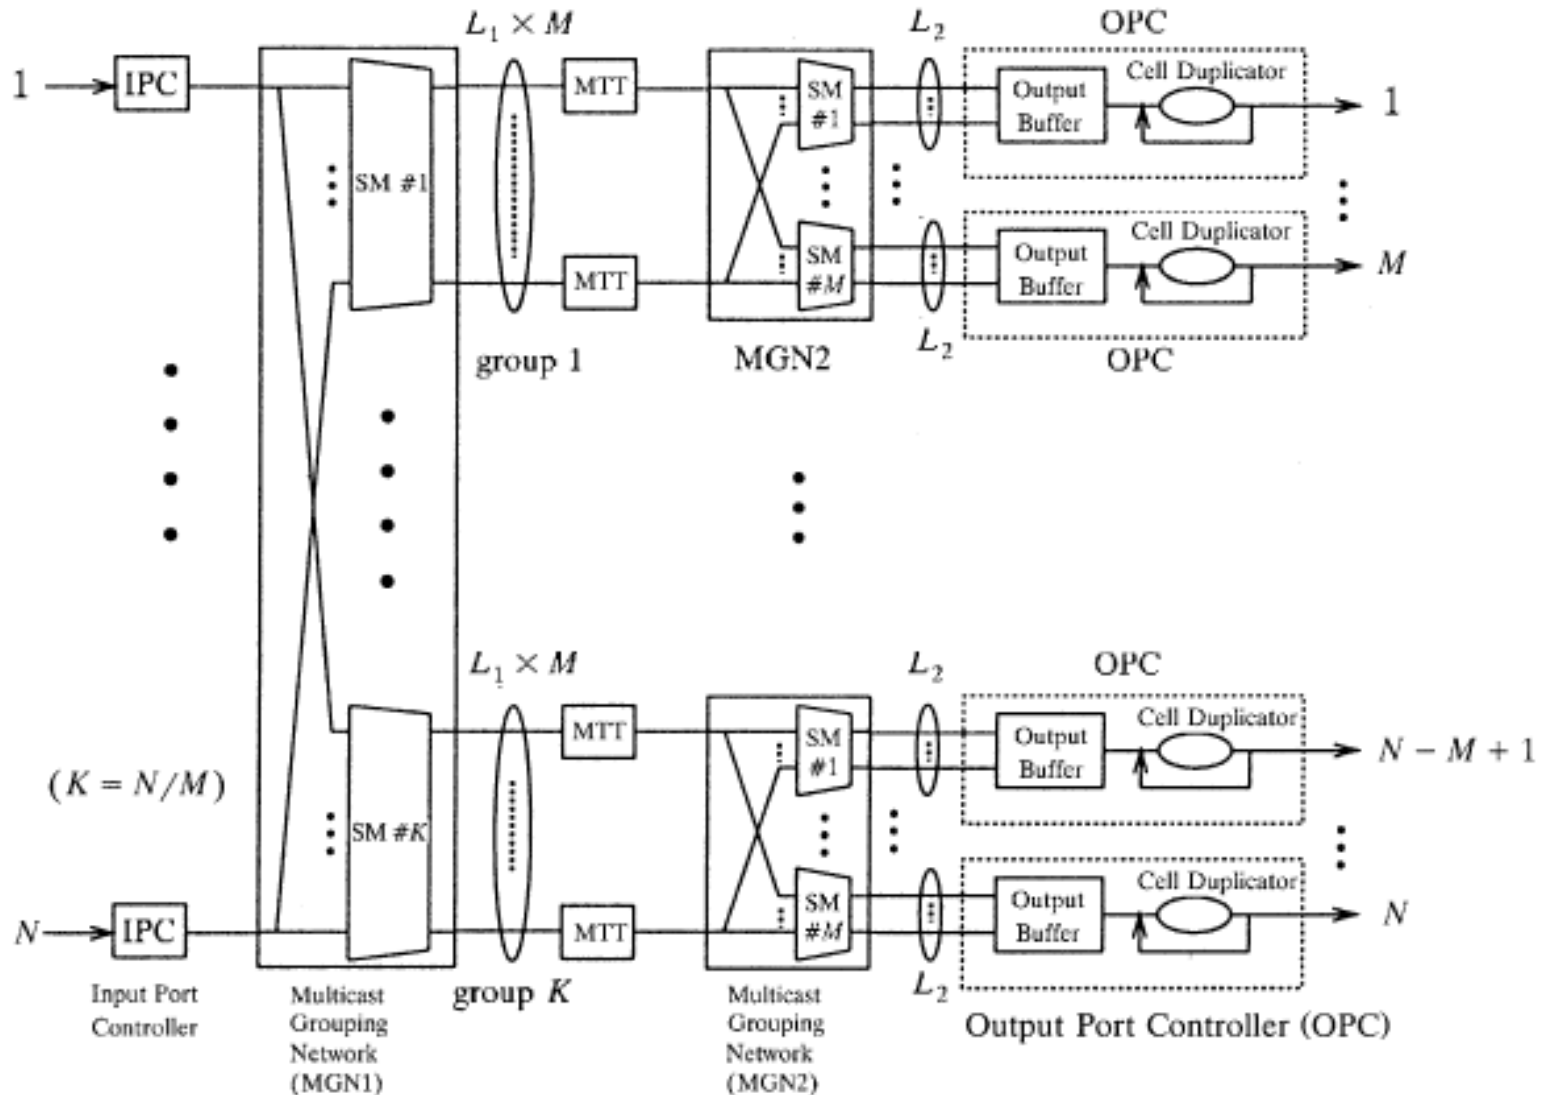 L₁ × M
L₂
OPC
1
IPC
MTT
SM
#1
Output
Buffer
Cell Duplicator
1
SM #1
MTT
SM
#M
Output
Buffer
Cell Duplicator
M
group 1
MGN2
L₂
OPC
L₁ × M
L₂
OPC
MTT
SM
#1
Output
Buffer
Cell Duplicator
N − M + 1
(K = N/M)
SM #K
N
IPC
MTT
SM
#M
Output
Buffer
Cell Duplicator
N
Input Port
Controller
Multicast
Grouping
Network
(MGN1)
group K
Multicast
Grouping
Network
(MGN2)
L₂
Output Port Controller (OPC)